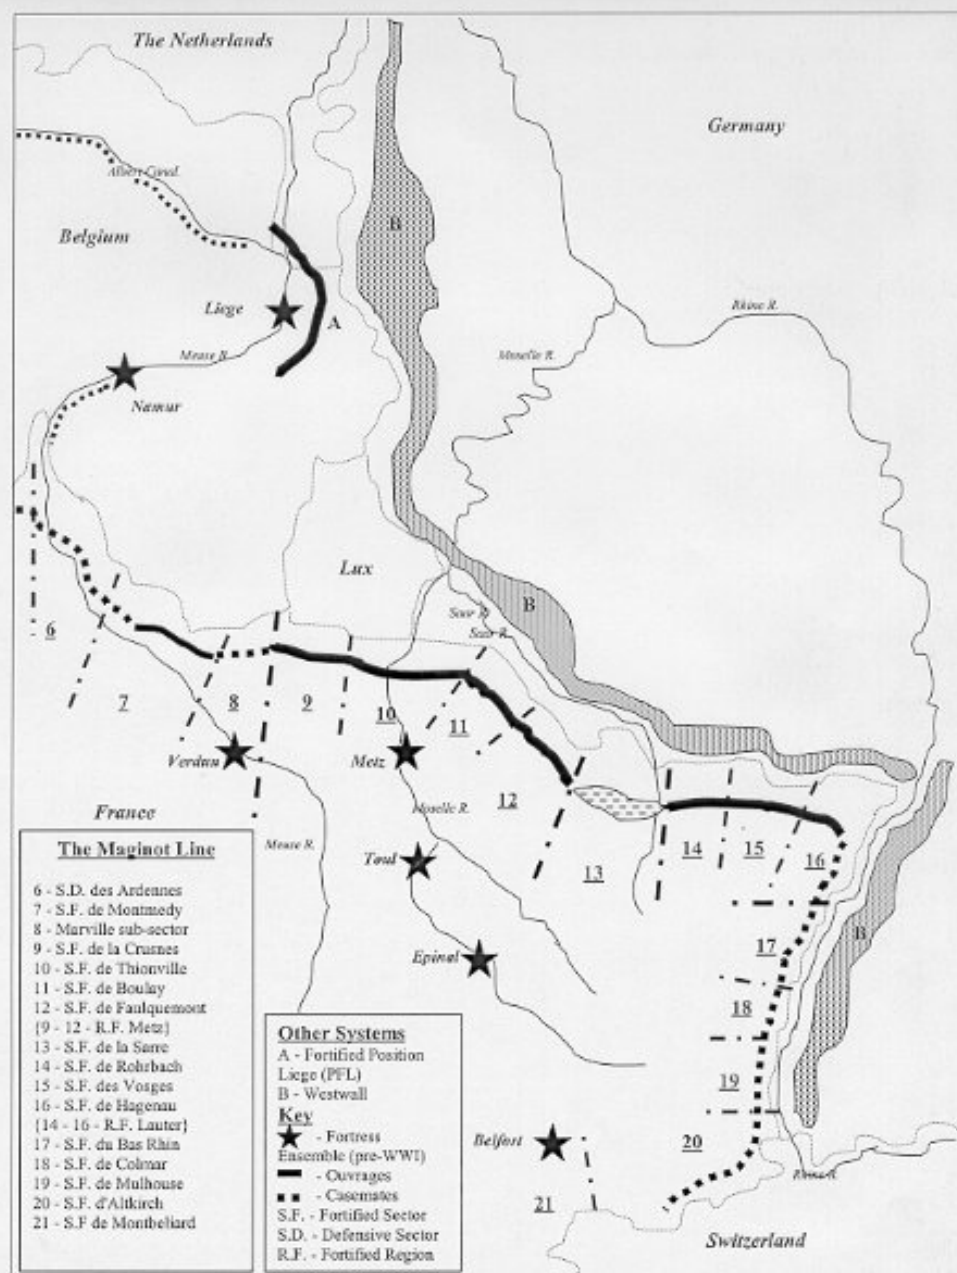 The Netherlands
Germany
Albert Canal
Belgium
B
Liege
A
Rhine R.
Meuse R.
Moselle R.
Namur
Lux
B
Saar R.
Saar R.
6
7
8
9
10
11
Verdun
Metz
12
France
Moselle R.
Meuse R.
Toul
13
14
15
16
Epinal
17
B
18
19
20
Belfort
21
Rhine R.
Switzerland
The Maginot Line
6 - S.D. des Ardennes
7 - S.F. de Montmedy
8 - Marville sub-sector
9 - S.F. de la Crusnes
10 - S.F. de Thionville
11 - S.F. de Boulay
12 - S.F. de Faulquemont
{9 - 12 - R.F. Metz}
13 - S.F. de la Sarre
14 - S.F. de Rohrbach
15 - S.F. des Vosges
16 - S.F. de Hagenau
{14 - 16 - R.F. Lauter}
17 - S.F. du Bas Rhin
18 - S.F. de Colmar
19 - S.F. de Mulhouse
20 - S.F. d'Altkirch
21 - S.F de Montbeliard
Other Systems
A - Fortified Position
Liege (PFL)
B - Westwall
Key
- Fortress
Ensemble (pre-WWI)
- Ouvrages
- Casemates
S.F. - Fortified Sector
S.D. - Defensive Sector
R.F. - Fortified Region